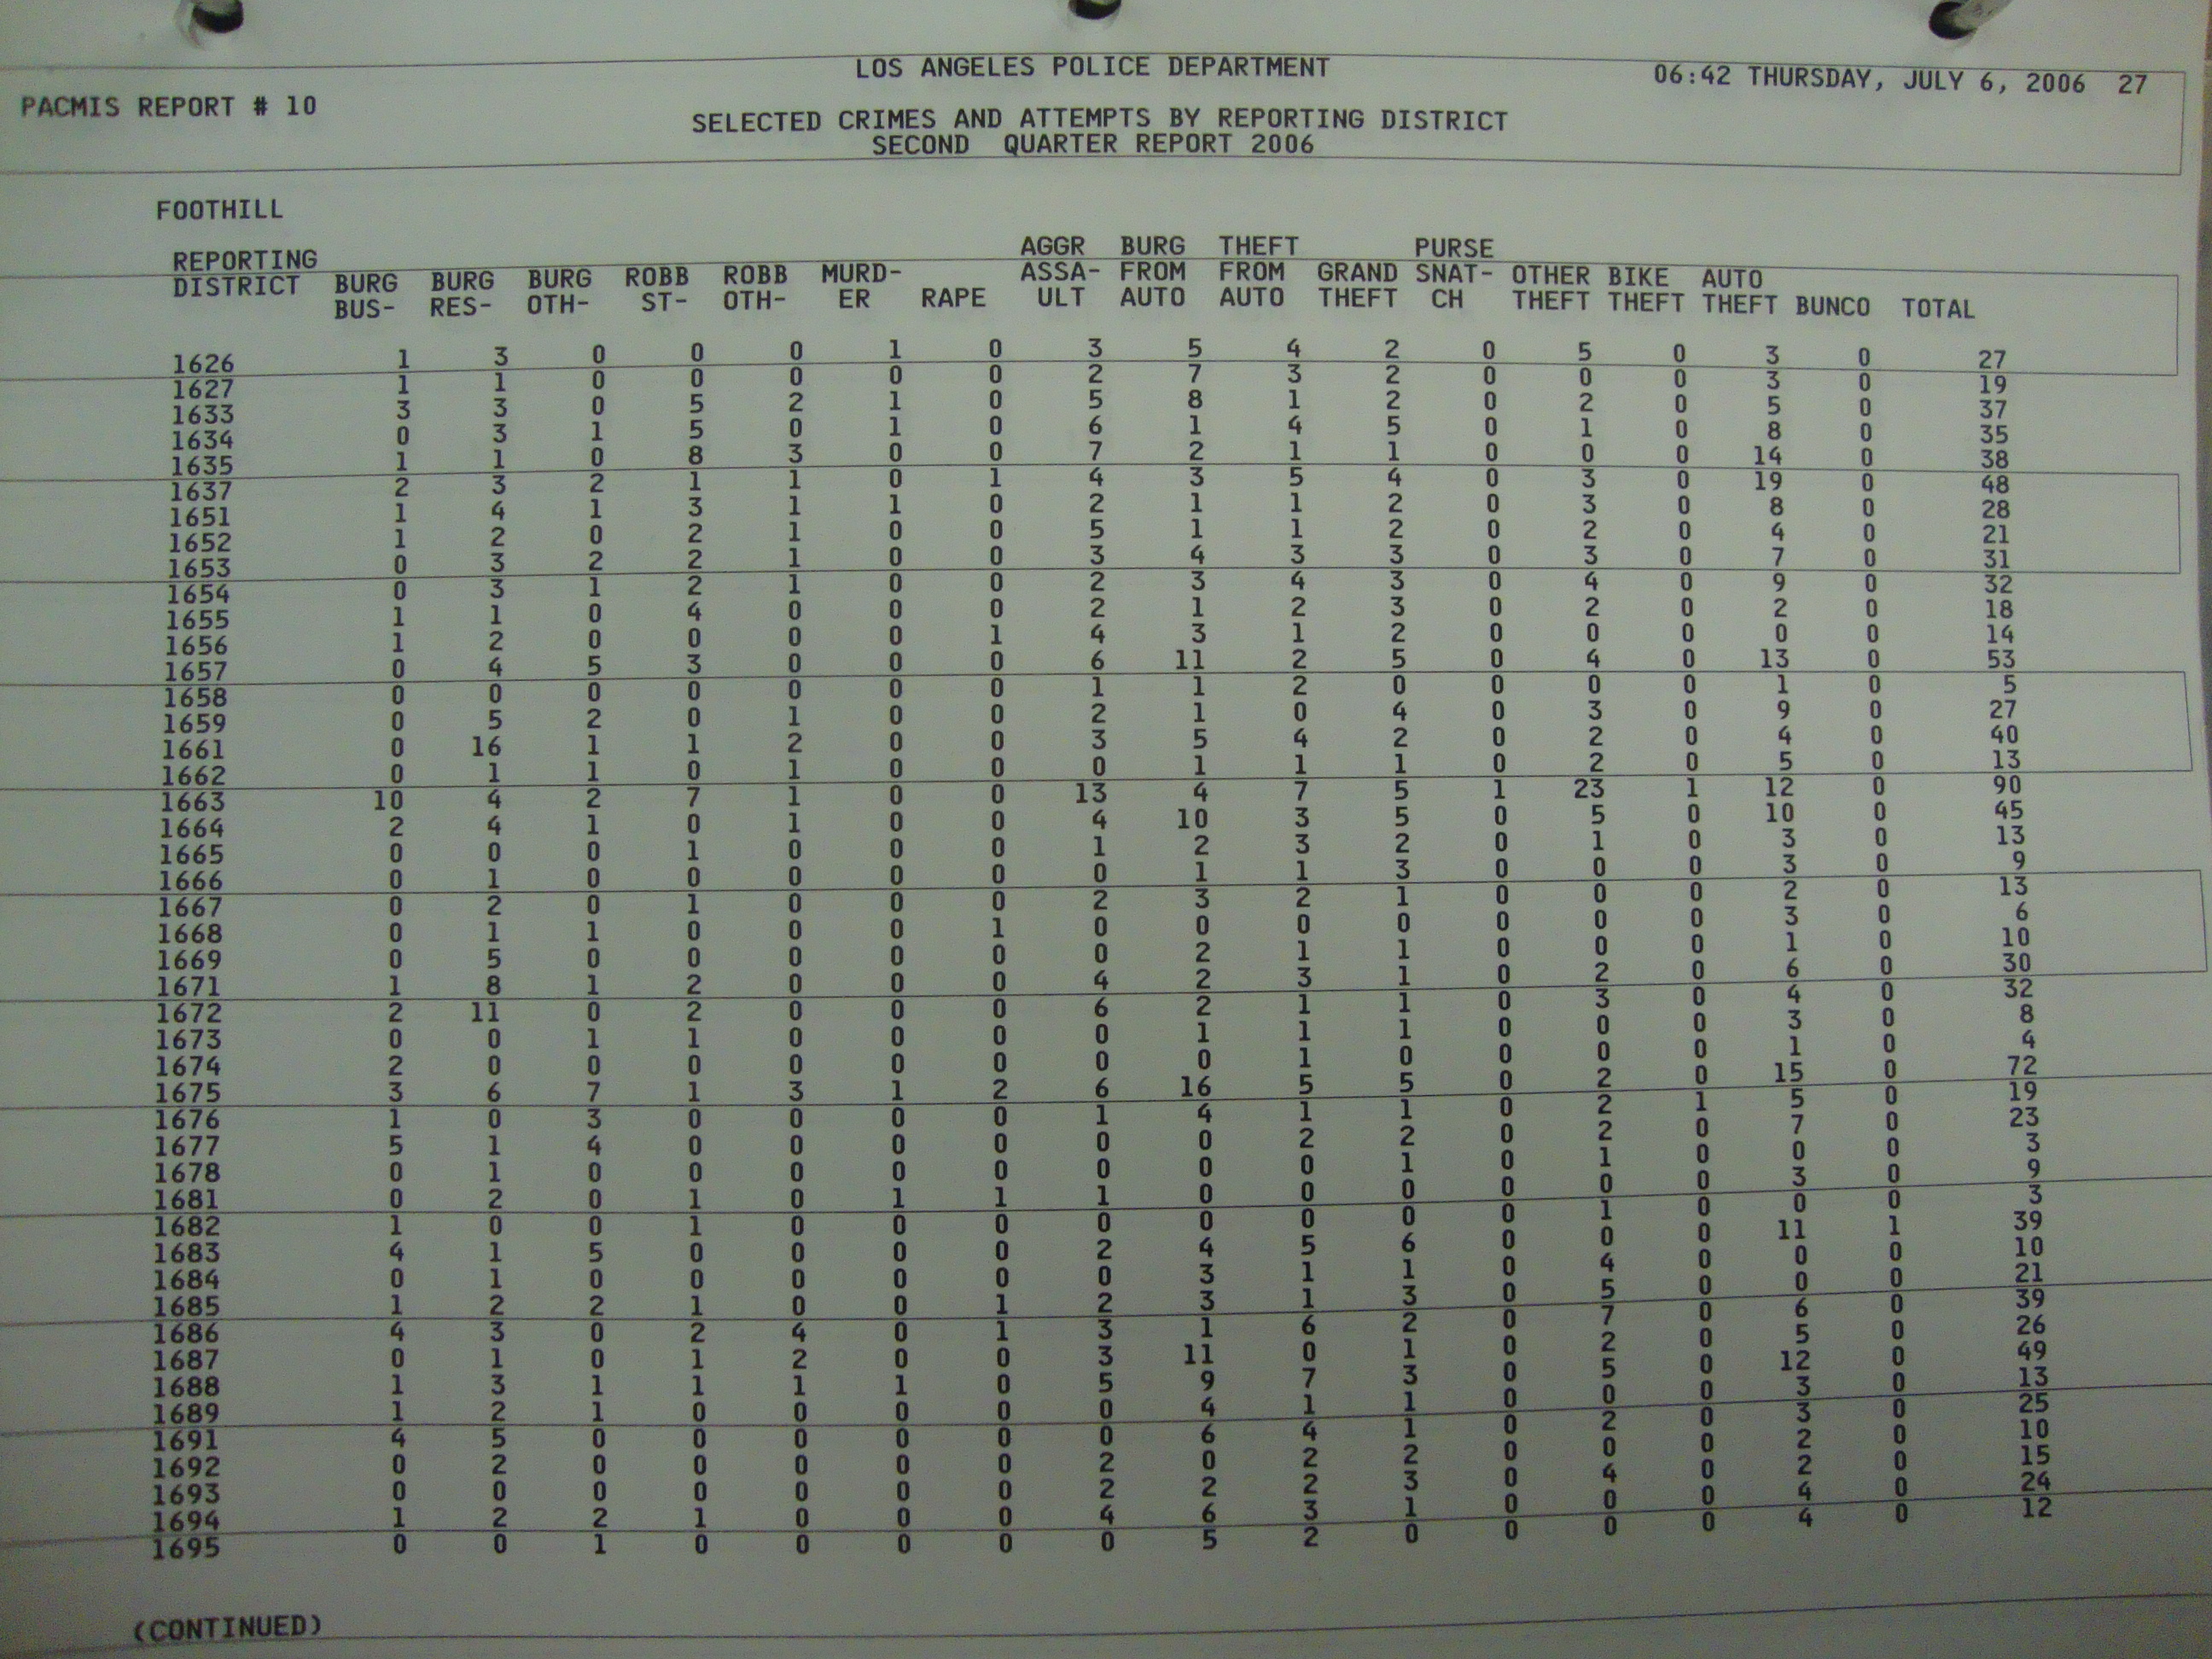 LOS ANGELES POLICE DEPARTMENT 06:42 THURSDAY, JULY 6, 2006 27
PACMIS REPORT # 10
SELECTED CRIMES AND ATTEMPTS BY REPORTING DISTRICT
SECOND QUARTER REPORT 2006
FOOTHILL
AGGR BURG THEFT PURSE
REPORTING BURG BURG BURG ROBB ROBB MURD- ASSA- FROM FROM GRAND SNAT- OTHER BIKE AUTO
DISTRICT BUS- RES- OTH- ST- OTH- ER RAPE ULT AUTO AUTO THEFT CH THEFT THEFT THEFT BUNCO TOTAL
1626 1 3 0 0 0 1 0 3 5 4 2 0 5 0 3 0 27
1627 1 1 0 0 0 0 0 2 7 3 2 0 0 0 3 0 19
1633 3 3 0 5 2 1 0 5 8 1 2 0 2 0 5 0 37
1634 0 3 1 5 0 1 0 6 1 4 5 0 1 0 8 0 35
1635 1 1 0 8 3 0 0 7 2 1 1 0 0 0 14 0 38
1637 2 3 2 1 1 0 1 4 3 5 4 0 3 0 19 0 48
1651 1 4 1 3 1 1 0 2 1 1 2 0 3 0 8 0 28
1652 1 2 0 2 1 0 0 5 1 1 2 0 2 0 4 0 21
1653 0 3 2 2 1 0 0 3 4 3 3 0 3 0 7 0 31
1654 0 3 1 2 1 0 0 2 3 4 3 0 4 0 9 0 32
1655 1 1 0 4 0 0 0 2 1 2 3 0 2 0 2 0 18
1656 1 2 0 0 0 0 1 4 3 1 2 0 0 0 0 0 14
1657 0 4 5 3 0 0 0 6 11 2 5 0 4 0 13 0 53
1658 0 0 0 0 0 0 0 1 1 2 0 0 0 0 1 0 5
1659 0 5 2 0 1 0 0 2 1 0 4 0 3 0 9 0 27
1661 0 16 1 1 2 0 0 3 5 4 2 0 2 0 4 0 40
1662 0 1 1 0 1 0 0 0 1 1 1 0 2 0 5 0 13
1663 10 4 2 7 1 0 0 13 4 7 5 1 23 1 12 0 90
1664 2 4 1 0 1 0 0 4 10 3 5 0 5 0 10 0 45
1665 0 0 0 1 0 0 0 1 2 3 2 0 1 0 3 0 13
1666 0 1 0 0 0 0 0 0 1 1 3 0 0 0 3 0 9
1667 0 2 0 1 0 0 0 2 3 2 1 0 0 0 2 0 13
1668 0 1 1 0 0 0 1 0 0 0 0 0 0 0 3 0 6
1669 0 5 0 0 0 0 0 0 2 1 1 0 0 0 1 0 10
1671 1 8 1 2 0 0 0 4 2 3 1 0 2 0 6 0 30
1672 2 11 0 2 0 0 0 6 2 1 1 0 3 0 4 0 32
1673 0 0 1 1 0 0 0 0 1 1 1 0 0 0 3 0 8
1674 2 0 0 0 0 0 0 0 0 1 0 0 0 0 1 0 4
1675 3 6 7 1 3 1 2 6 16 5 5 0 2 0 15 0 72
1676 1 0 3 0 0 0 0 1 4 1 1 0 2 1 5 0 19
1677 5 1 4 0 0 0 0 0 0 2 2 0 2 0 7 0 23
1678 0 1 0 0 0 0 0 0 0 0 1 0 1 0 0 0 3
1681 0 2 0 1 0 1 1 1 0 0 0 0 0 0 3 0 9
1682 1 0 0 1 0 0 0 0 0 0 0 0 1 0 0 0 3
1683 4 1 5 0 0 0 0 2 4 5 6 0 0 0 11 1 39
1684 0 1 0 0 0 0 0 0 3 1 1 0 4 0 0 0 10
1685 1 2 2 1 0 0 1 2 3 1 3 0 5 0 0 0 21
1686 4 3 0 2 4 0 1 3 1 6 2 0 7 0 6 0 39
1687 0 1 0 1 2 0 0 3 11 0 1 0 2 0 5 0 26
1688 1 3 1 1 1 1 0 5 9 7 3 0 5 0 12 0 49
1689 1 2 1 0 0 0 0 0 4 1 1 0 0 0 3 0 13
1691 4 5 0 0 0 0 0 0 6 4 1 0 2 0 3 0 25
1692 0 2 0 0 0 0 0 2 0 2 2 0 0 0 2 0 10
1693 0 0 0 0 0 0 0 2 2 2 3 0 4 0 2 0 15
1694 1 2 2 1 0 0 0 4 6 3 1 0 0 0 4 0 24
1695 0 0 1 0 0 0 0 0 5 2 0 0 0 0 4 0 12
(CONTINUED)